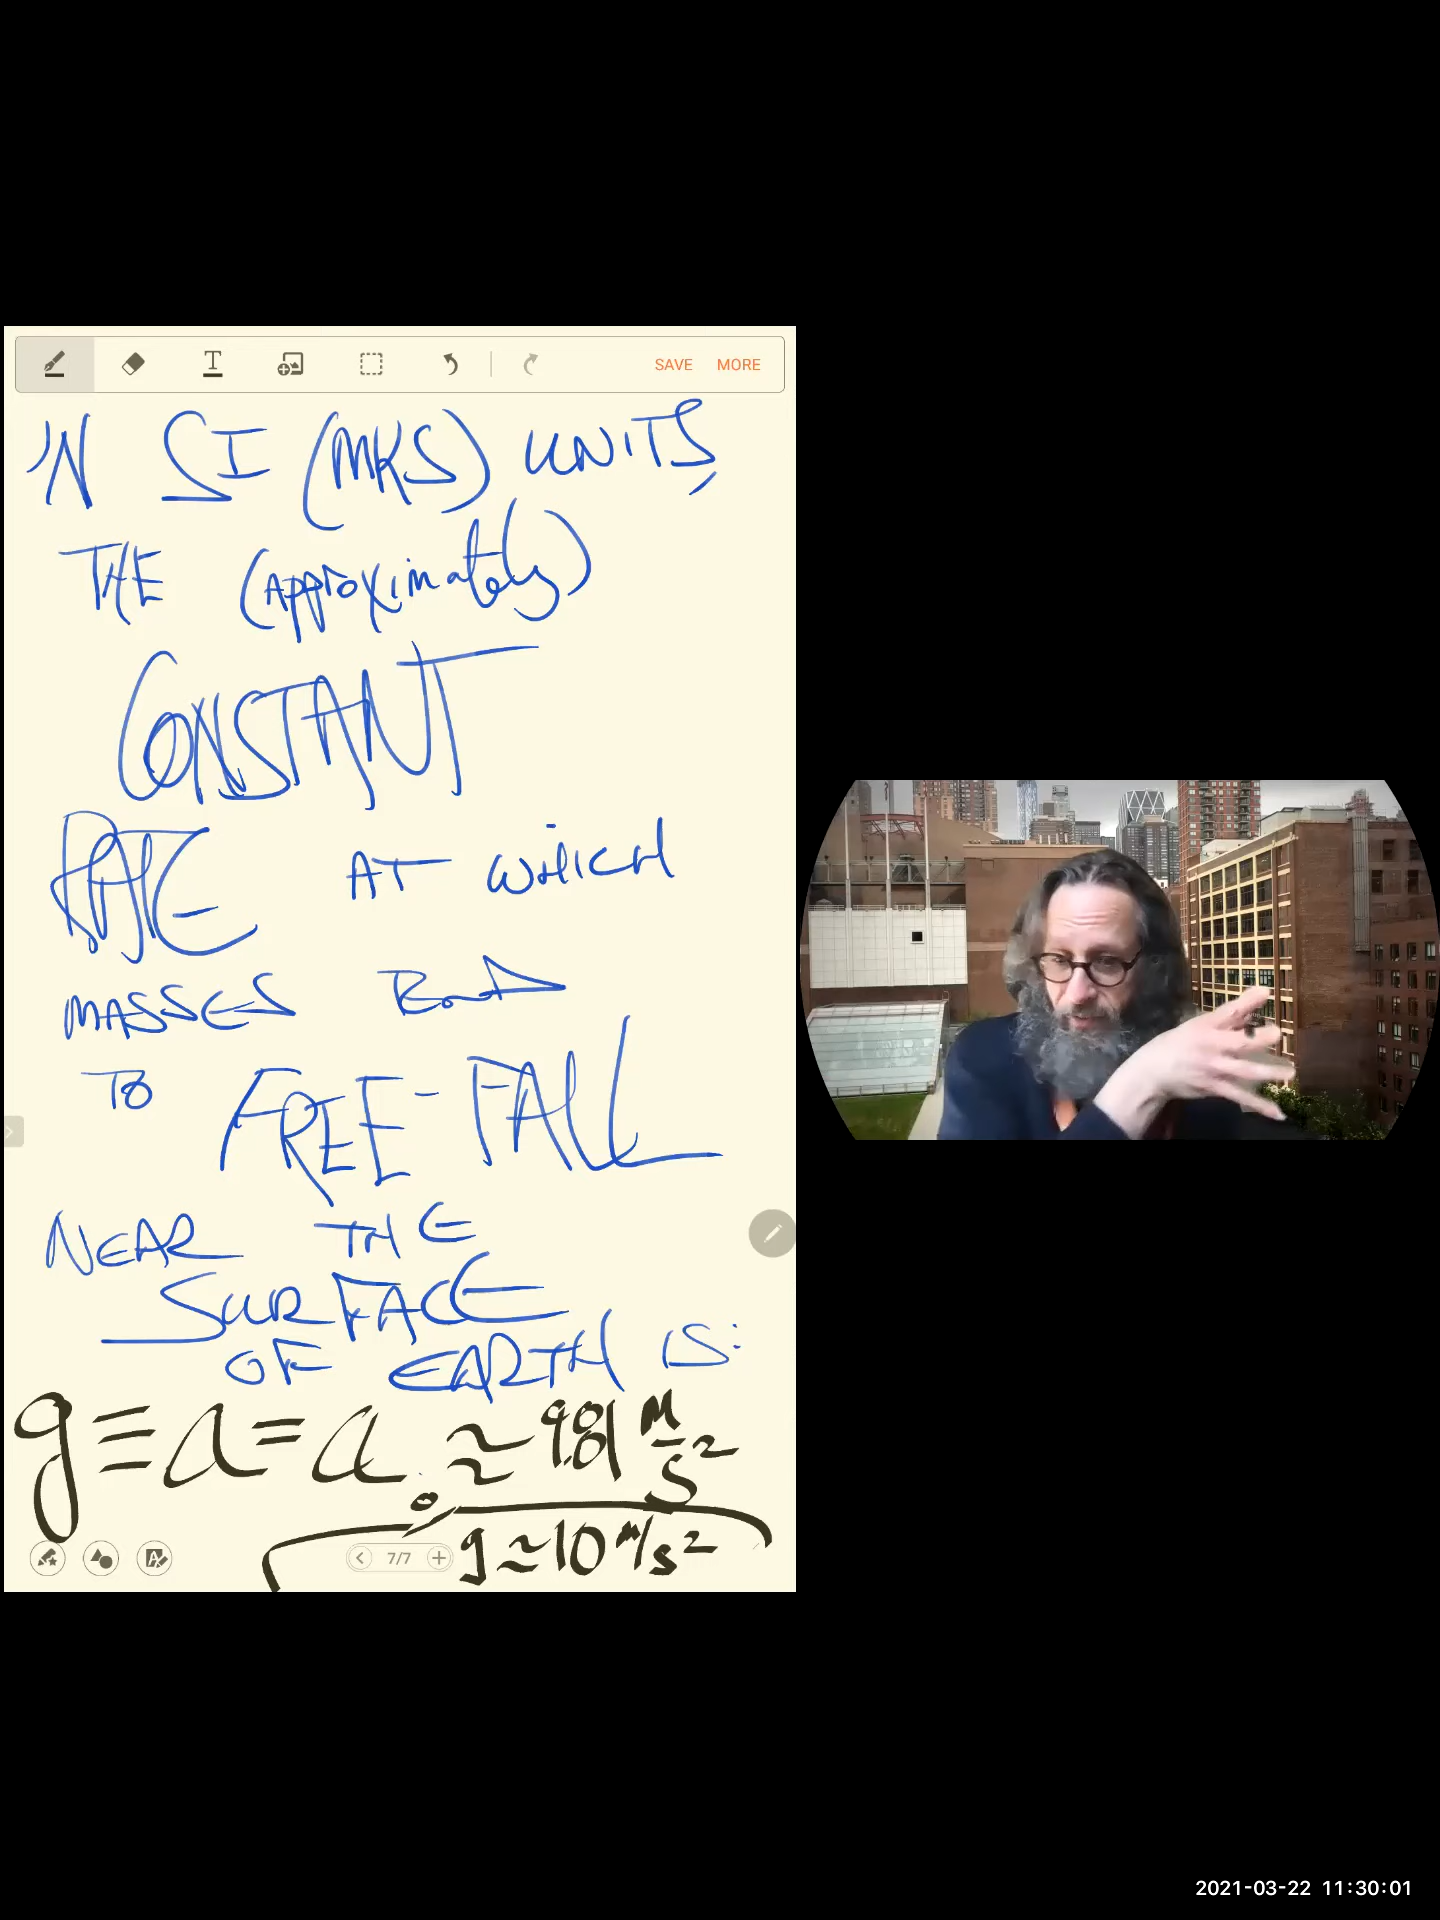 SAVE MORE
IN SI (MKS) UNITS,
THE (APPROXIMATELY)
CONSTANT
RATE AT WHICH
MASSES
TO FREE-FALL
NEAR THE
SURFACE
OF EARTH IS:
g ≡ a = a₀ ≃ 9.81 m/s²
g ≃ 10 m/s²
7/7
2021-03-22 11:30:01